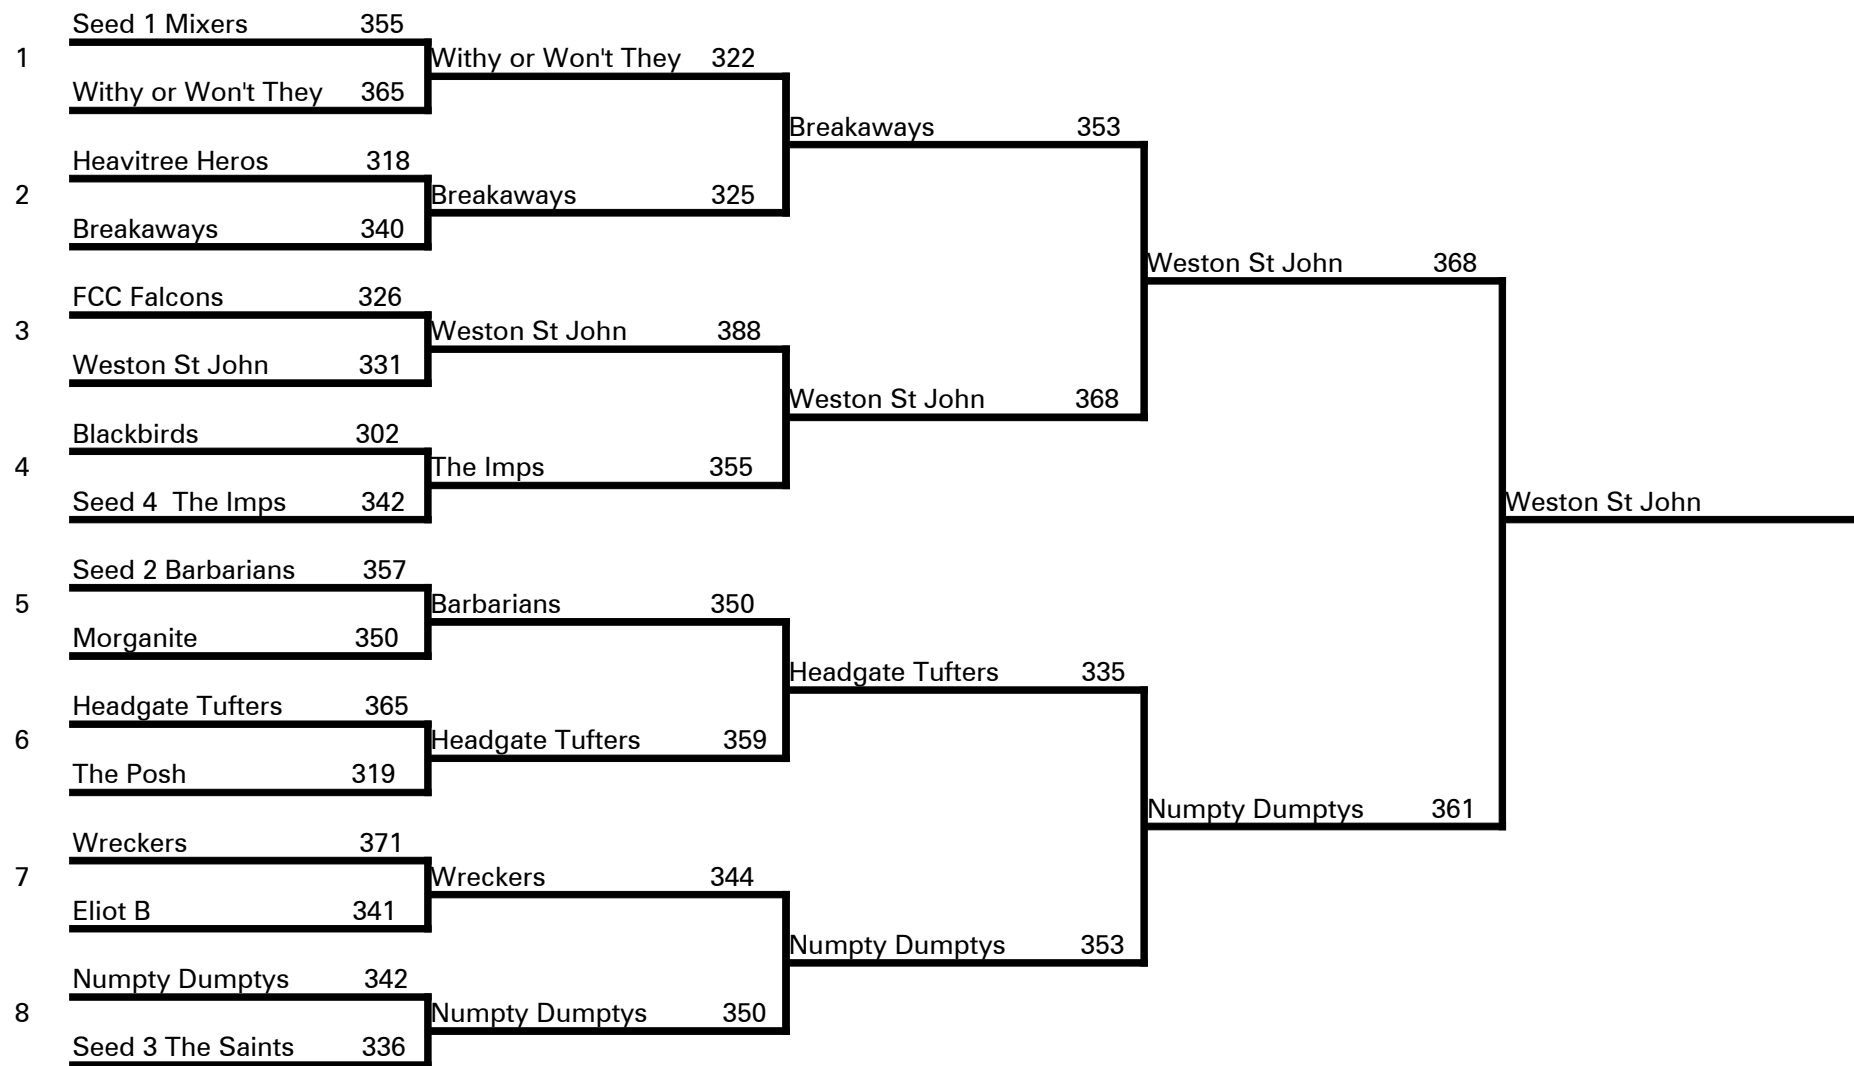 Seed 1 Mixers 355
1 Withy or Won't They 322
Withy or Won't They 365
Breakaways 353
Heavitree Heros 318
2 Breakaways 325
Breakaways 340
Weston St John 368
FCC Falcons 326
3 Weston St John 388
Weston St John 331
Weston St John 368
Blackbirds 302
4 The Imps 355
Seed 4  The Imps 342
Weston St John
Seed 2 Barbarians 357
5 Barbarians 350
Morganite 350
Headgate Tufters 335
Headgate Tufters 365
6 Headgate Tufters 359
The Posh 319
Numpty Dumptys 361
Wreckers 371
7 Wreckers 344
Eliot B 341
Numpty Dumptys 353
Numpty Dumptys 342
8 Numpty Dumptys 350
Seed 3 The Saints 336